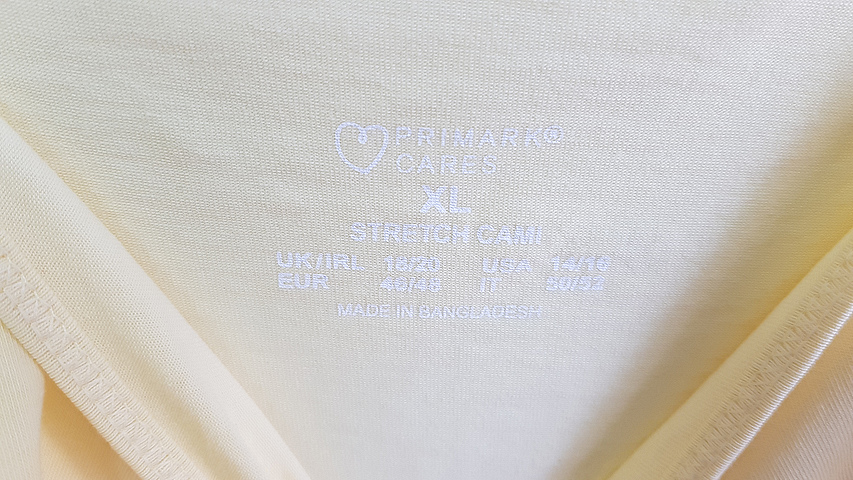 PRIMARK®
CARES
XL
STRETCH CAMI
UK/IRL 18/20 USA 14/16
EUR 46/48 IT 50/52
MADE IN BANGLADESH